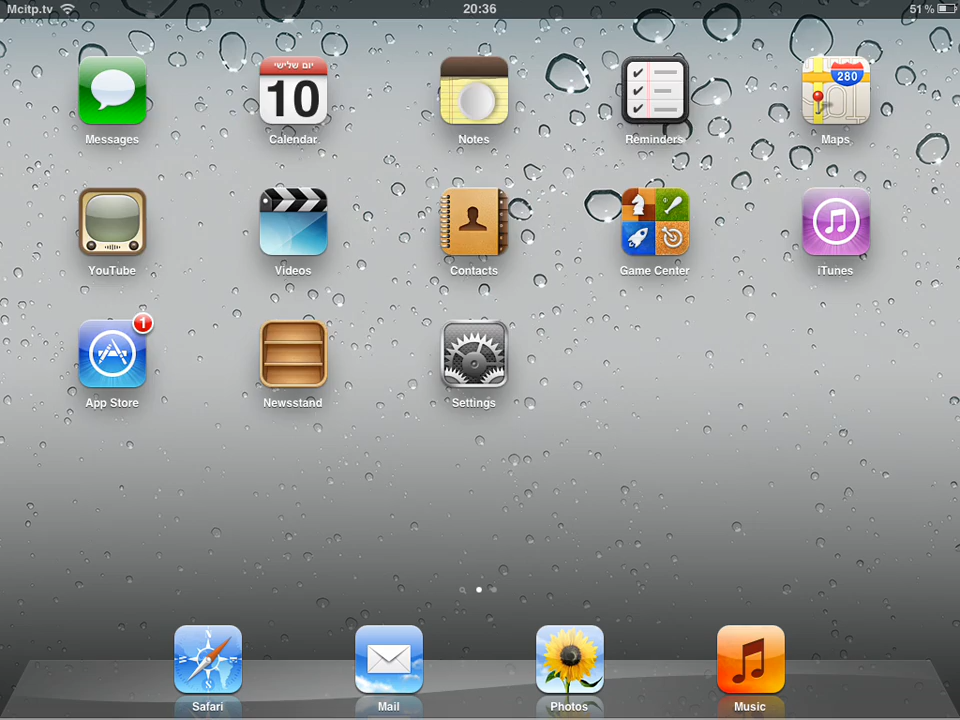 Mcitp.tv
20:36
51 %
יום שלישי
10
280
Messages
Calendar
Notes
Reminders
Maps
YouTube
Videos
Contacts
Game Center
iTunes
1
App Store
Newsstand
Settings
N
S
Safari
Mail
Photos
Music